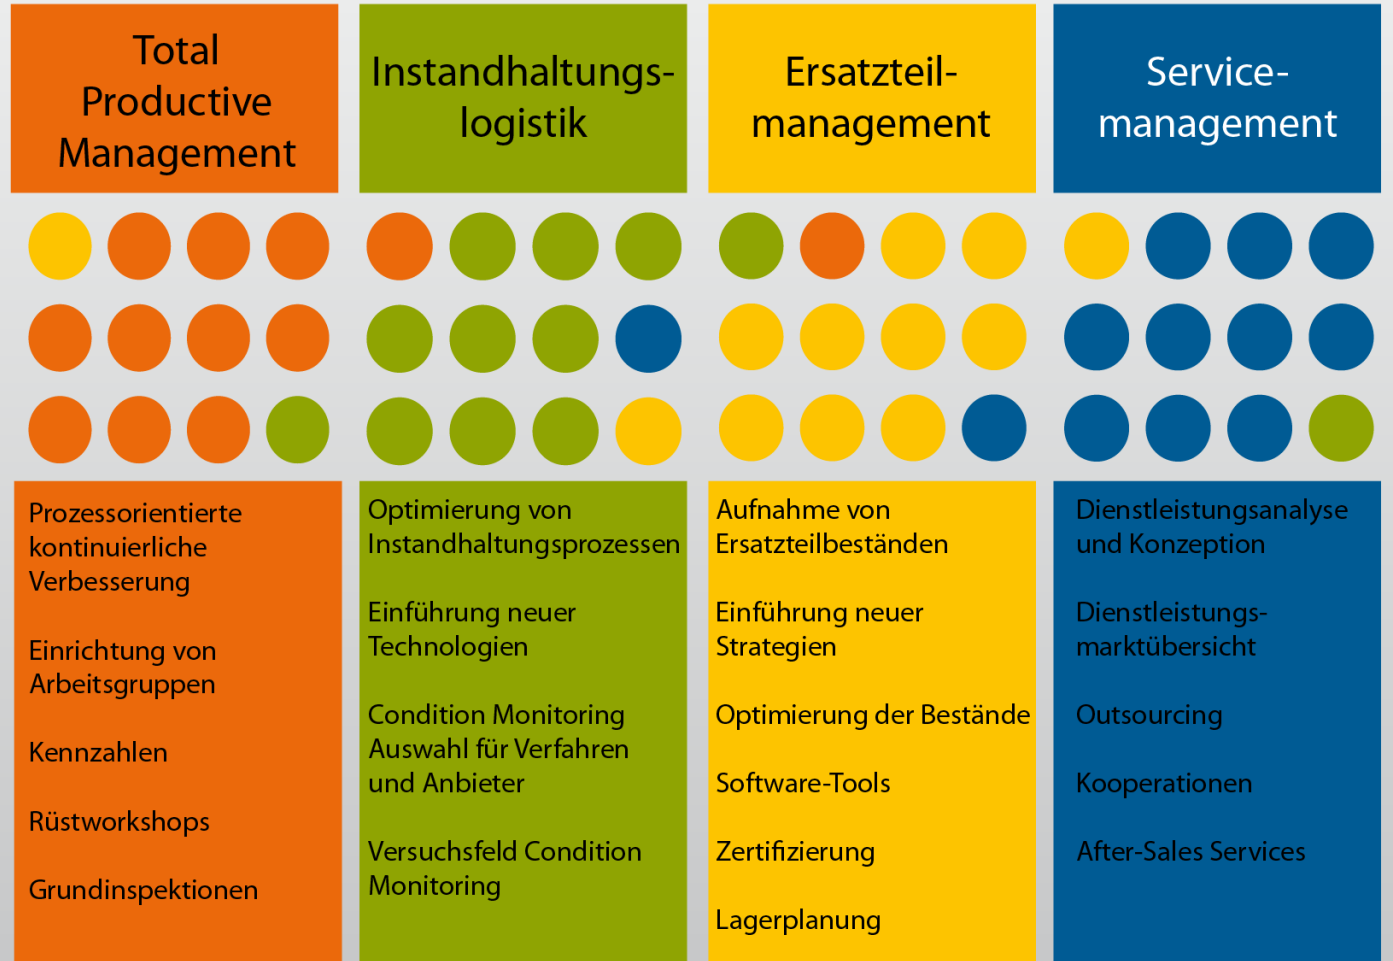 Total
Productive
Management
Instandhaltungs-
logistik
Ersatzteil-
management
Service-
management
Prozessorientierte
kontinuierliche
Verbesserung
Einrichtung von
Arbeitsgruppen
Kennzahlen
Rüstworkshops
Grundinspektionen
Optimierung von
Instandhaltungsprozessen
Einführung neuer
Technologien
Condition Monitoring
Auswahl für Verfahren
und Anbieter
Versuchsfeld Condition
Monitoring
Aufnahme von
Ersatzteilbeständen
Einführung neuer
Strategien
Optimierung der Bestände
Software-Tools
Zertifizierung
Lagerplanung
Dienstleistungsanalyse
und Konzeption
Dienstleistungs-
marktübersicht
Outsourcing
Kooperationen
After-Sales Services